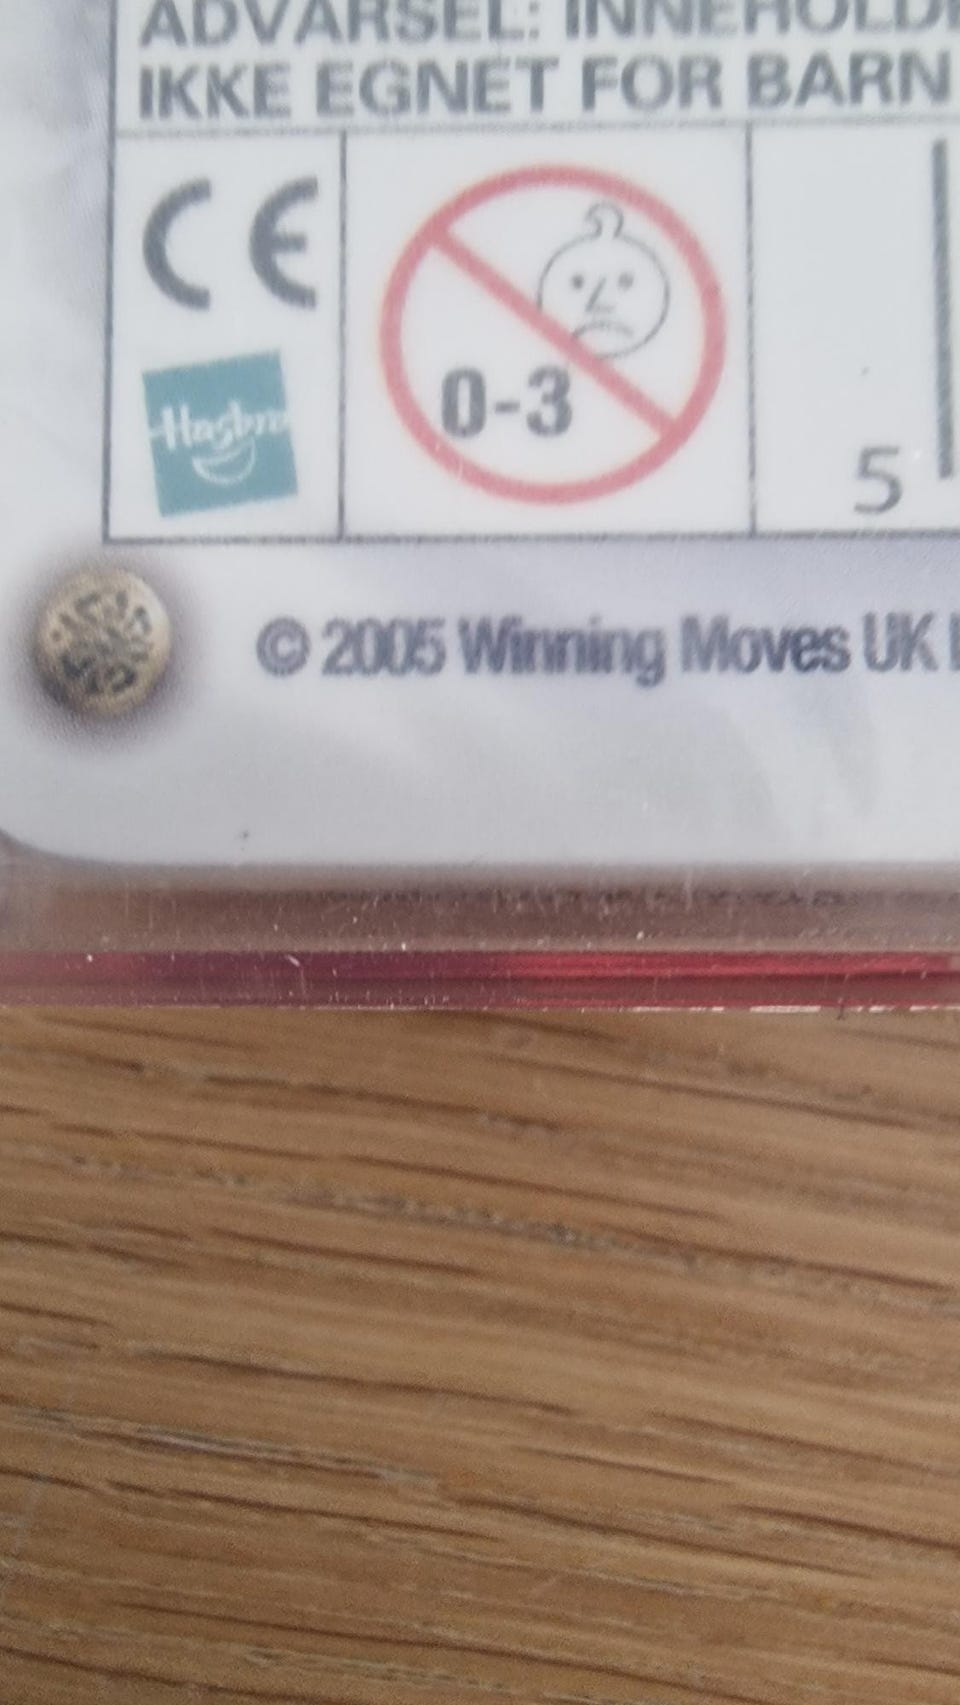 ADVARSEL: INNEHOLD
IKKE EGNET FOR BARN
CE
Hasbro
0-3
5
© 2005 Winning Moves UK L